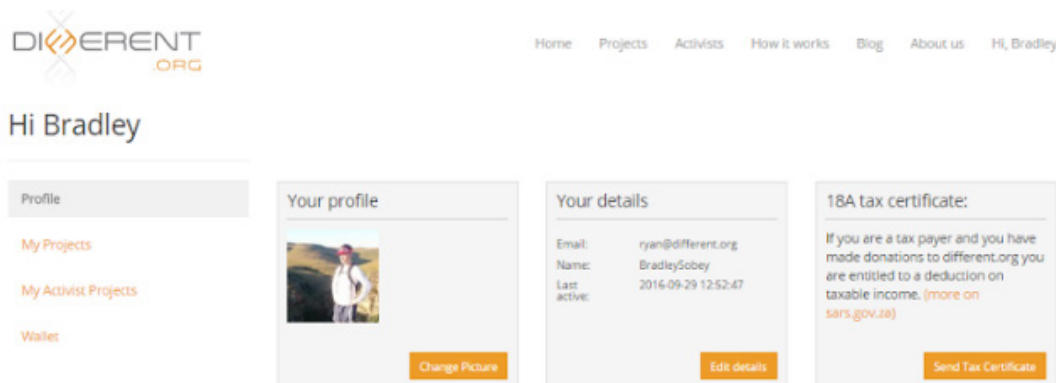 DIFFERENT
.ORG
Home Projects Activists How it works Blog About us Hi, Bradley
Hi Bradley
Profile
My Projects
My Activist Projects
Wallet
Your profile
Change Picture
Your details
Email: ryan@different.org
Name: BradleySobey
Last active: 2016-09-29 12:52:47
Edit details
18A tax certificate:
If you are a tax payer and you have
made donations to different.org you
are entitled to a deduction on
taxable income. (more on
sars.gov.za)
Send Tax Certificate